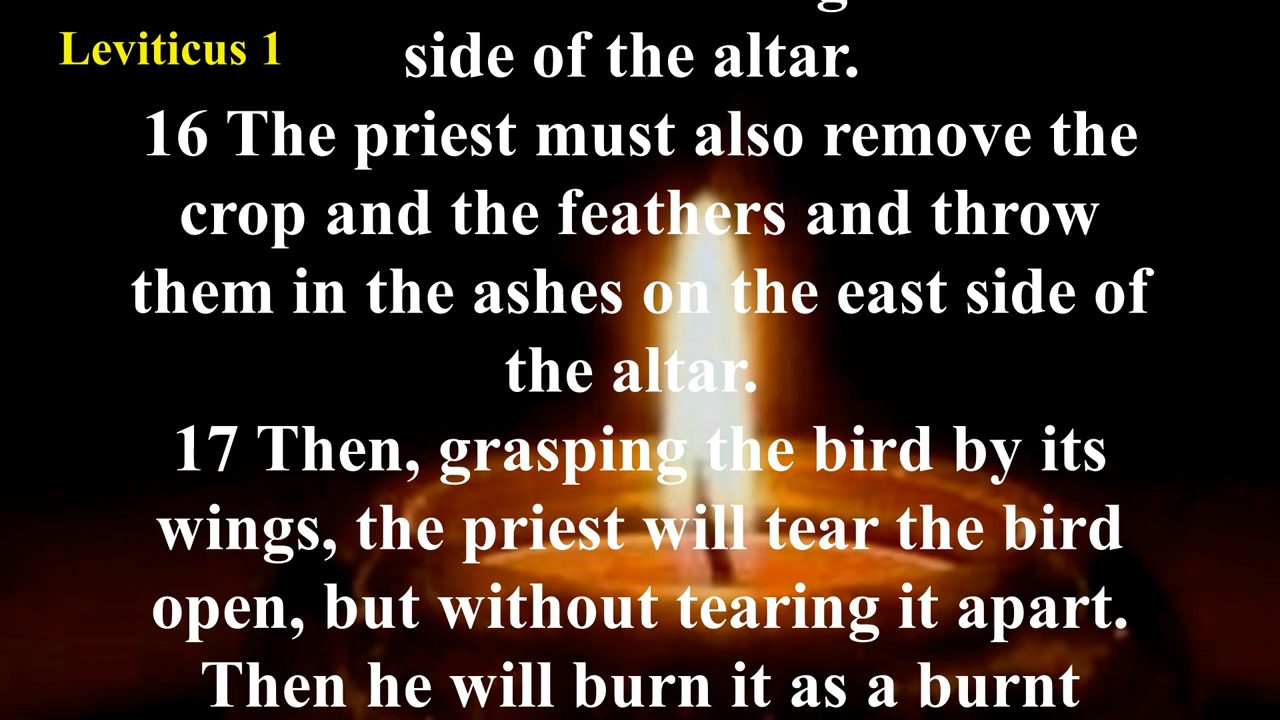 Leviticus 1
side of the altar.
16 The priest must also remove the
crop and the feathers and throw
them in the ashes on the east side of
the altar.
17 Then, grasping the bird by its
wings, the priest will tear the bird
open, but without tearing it apart.
Then he will burn it as a burnt